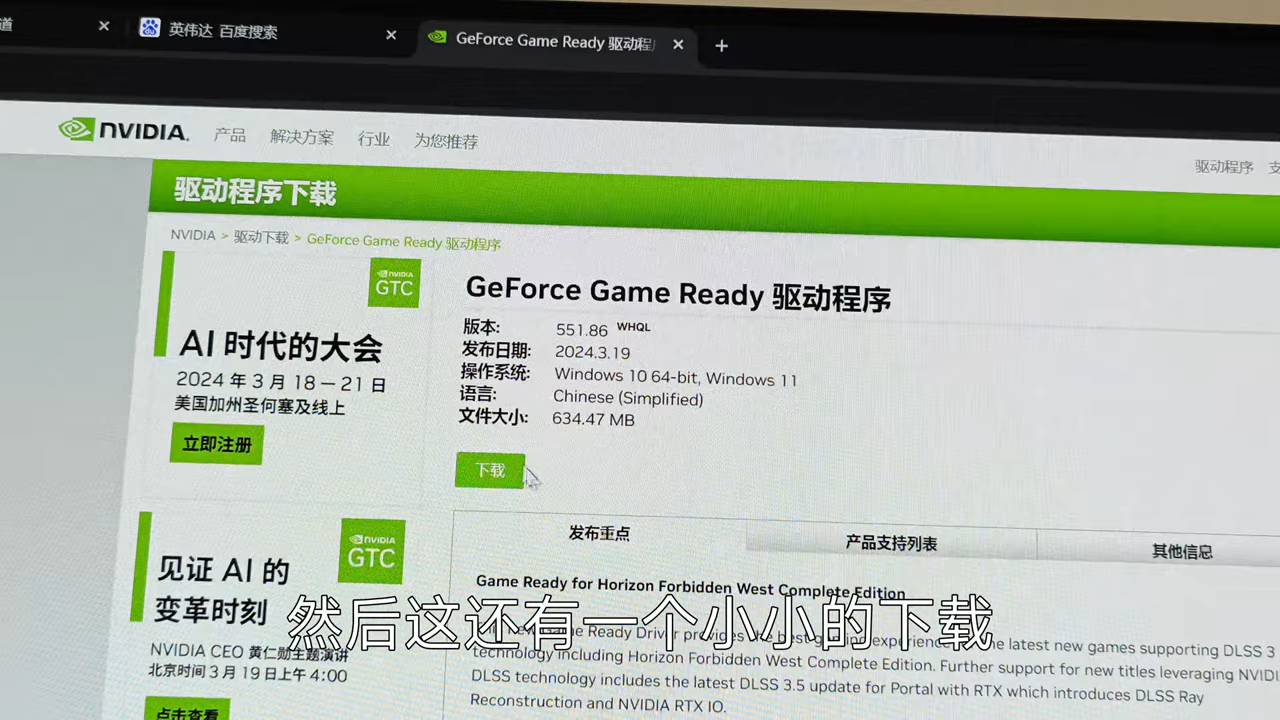 道
英伟达 百度搜索
GeForce Game Ready 驱动程
NVIDIA.
产品 解决方案 行业 为您推荐
驱动程序 支
驱动程序下载
NVIDIA > 驱动下载 > GeForce Game Ready 驱动程序
NVIDIA
GTC
AI 时代的大会
2024 年 3 月 18 — 21 日
美国加州圣何塞及线上
立即注册
GeForce Game Ready 驱动程序
版本: 551.86 WHQL
发布日期: 2024.3.19
操作系统: Windows 10 64-bit, Windows 11
语言: Chinese (Simplified)
文件大小: 634.47 MB
下载
NVIDIA
GTC
见证 AI 的
变革时刻
NVIDIA CEO 黄仁勋主题演讲
北京时间 3 月 19 日上午 4:00
点击查看
发布重点 产品支持列表 其他信息
Game Ready for Horizon Forbidden West Complete Edition
Game Ready Driver provides the best gaming experience the latest new games supporting DLSS 3
technology including Horizon Forbidden West Complete Edition. Further support for new titles leveraging NVIDI
DLSS technology includes the latest DLSS 3.5 update for Portal with RTX which introduces DLSS Ray
Reconstruction and NVIDIA RTX IO.
然后这还有一个小小的下载